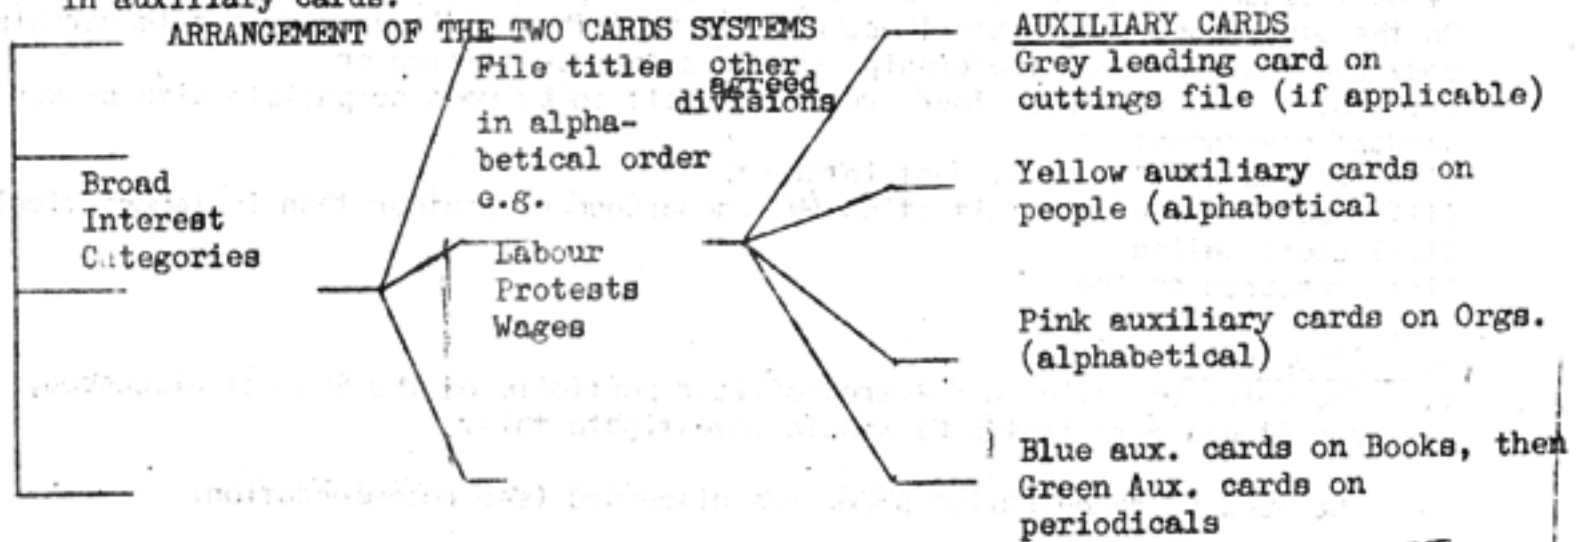 in auxiliary cards.
ARRANGEMENT OF THE TWO CARDS SYSTEMS
Broad
Interest
Categories
File titles other
agreed
divisions
in alpha-
betical order
e.g.
Labour
Protests
Wages
AUXILIARY CARDS
Grey leading card on
cuttings file (if applicable)
Yellow auxiliary cards on
people (alphabetical
Pink auxiliary cards on Orgs.
(alphabetical)
Blue aux. cards on Books, then
Green Aux. cards on
periodicals